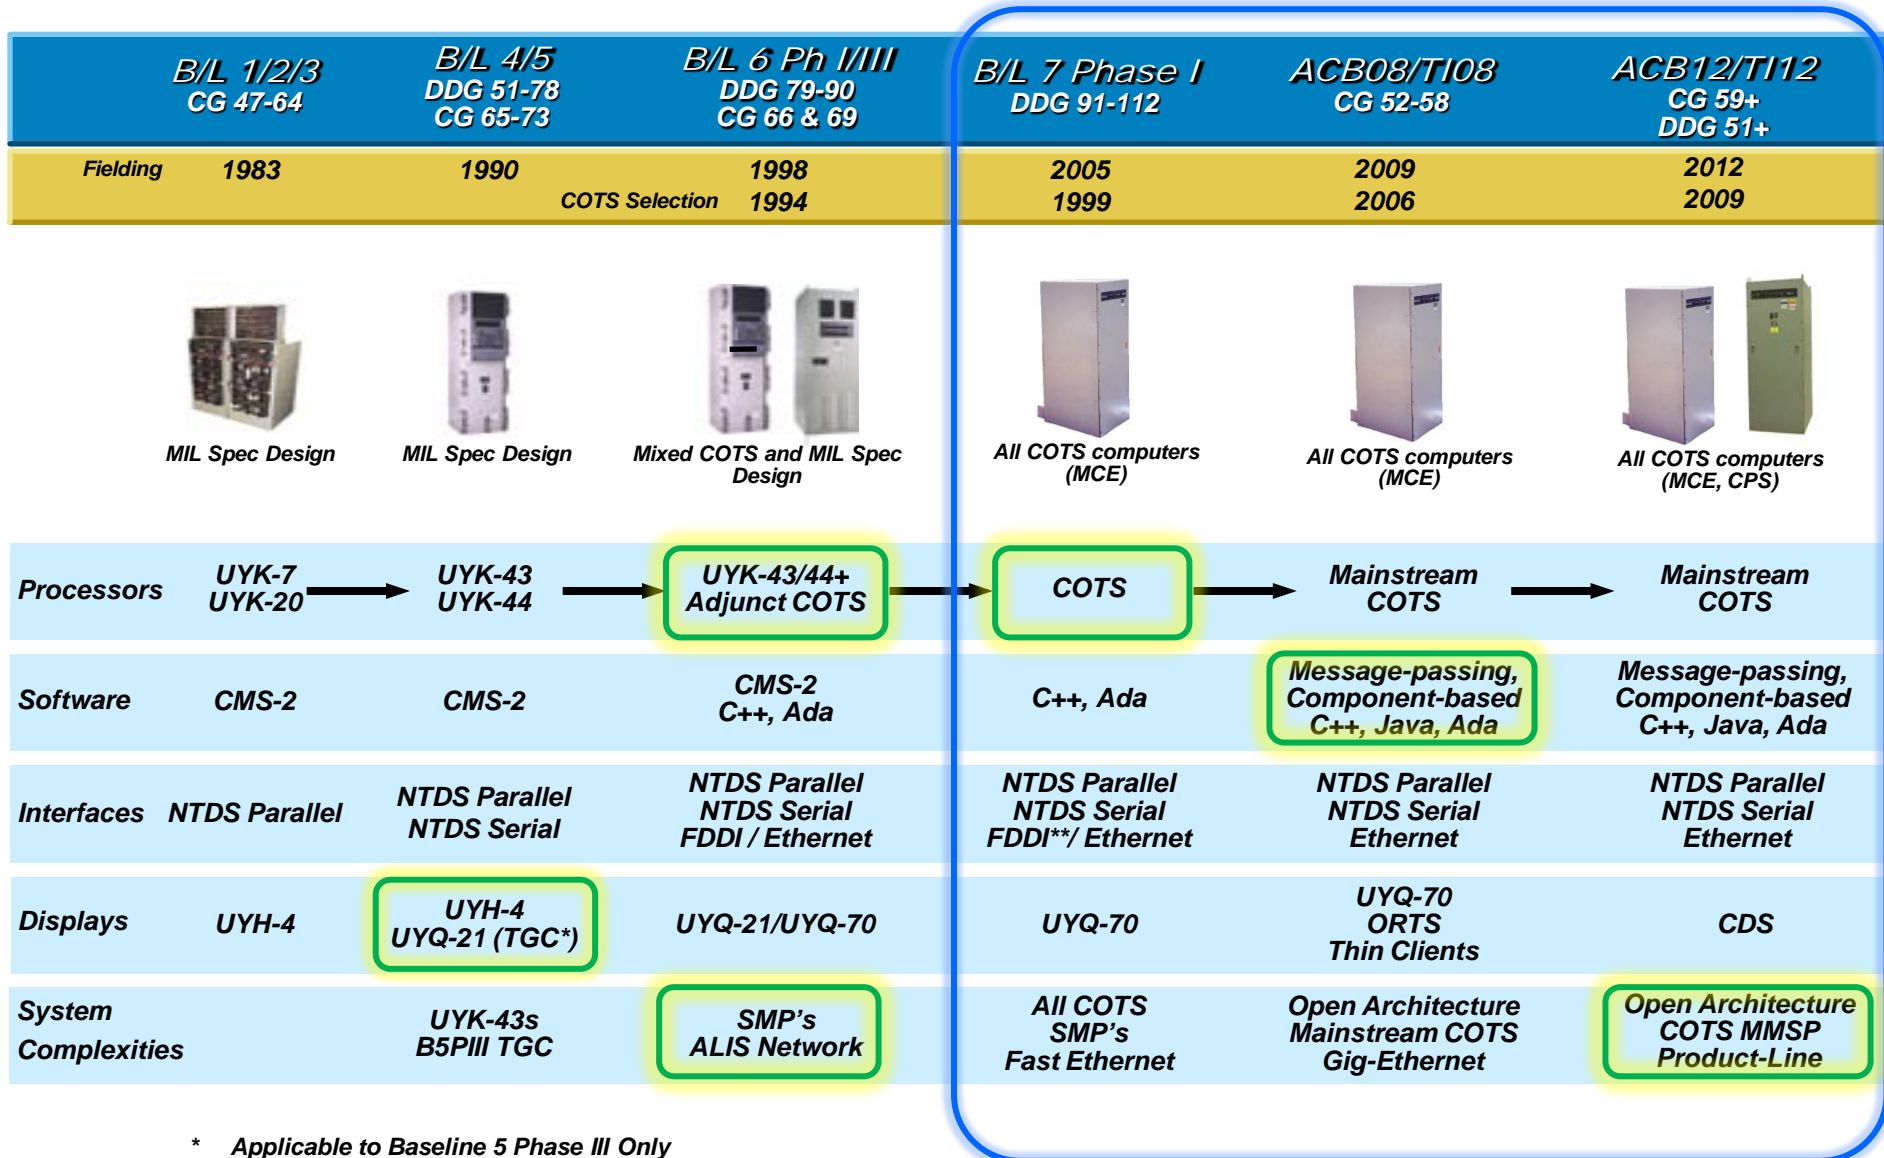 B/L 1/2/3
CG 47-64
B/L 4/5
DDG 51-78
CG 65-73
B/L 6 Ph I/III
DDG 79-90
CG 66 & 69
B/L 7 Phase I
DDG 91-112
ACB08/TI08
CG 52-58
ACB12/TI12
CG 59+
DDG 51+
Fielding 1983 1990 1998 2005 2009 2012
COTS Selection 1994 1999 2006 2009
MIL Spec Design
MIL Spec Design
Mixed COTS and MIL Spec
Design
All COTS computers
(MCE)
All COTS computers
(MCE)
All COTS computers
(MCE, CPS)
Processors
UYK-7
UYK-20
UYK-43
UYK-44
UYK-43/44+
Adjunct COTS
COTS
Mainstream
COTS
Mainstream
COTS
Software
CMS-2
CMS-2
CMS-2
C++, Ada
C++, Ada
Message-passing,
Component-based
C++, Java, Ada
Message-passing,
Component-based
C++, Java, Ada
Interfaces
NTDS Parallel
NTDS Parallel
NTDS Serial
NTDS Parallel
NTDS Serial
FDDI / Ethernet
NTDS Parallel
NTDS Serial
FDDI**/ Ethernet
NTDS Parallel
NTDS Serial
Ethernet
NTDS Parallel
NTDS Serial
Ethernet
Displays
UYH-4
UYH-4
UYQ-21 (TGC*)
UYQ-21/UYQ-70
UYQ-70
UYQ-70
ORTS
Thin Clients
CDS
System
Complexities
UYK-43s
B5PIII TGC
SMP's
ALIS Network
All COTS
SMP's
Fast Ethernet
Open Architecture
Mainstream COTS
Gig-Ethernet
Open Architecture
COTS MMSP
Product-Line
* Applicable to Baseline 5 Phase III Only